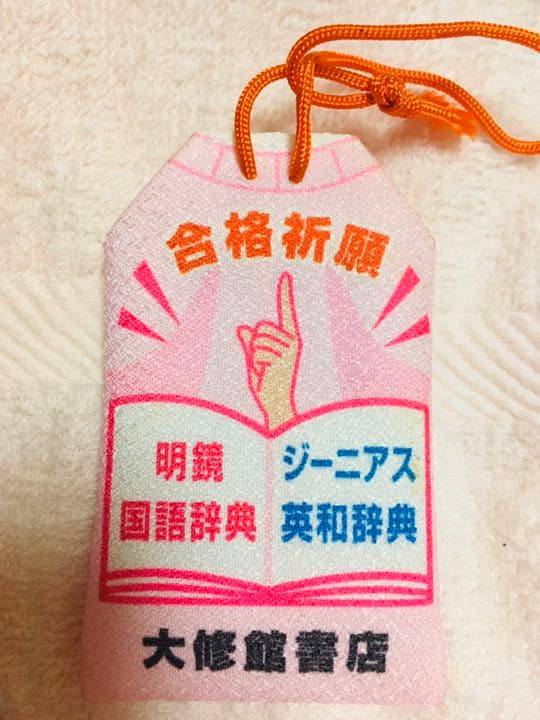 合格祈願
明鏡
国語辞典
ジーニアス
英和辞典
大修館書店